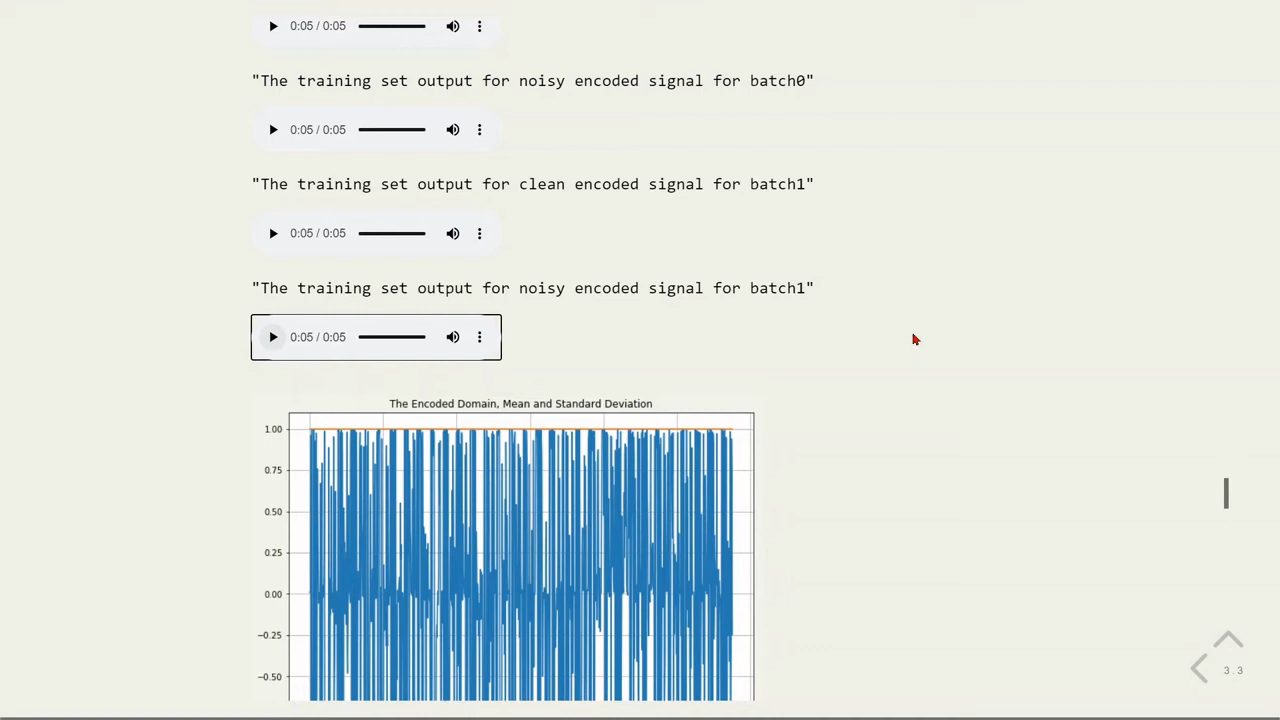 0:05 / 0:05
"The training set output for noisy encoded signal for batch0"
0:05 / 0:05
"The training set output for clean encoded signal for batch1"
0:05 / 0:05
"The training set output for noisy encoded signal for batch1"
0:05 / 0:05
The Encoded Domain, Mean and Standard Deviation
1.00
0.75
0.50
0.25
0.00
−0.25
−0.50
3.3